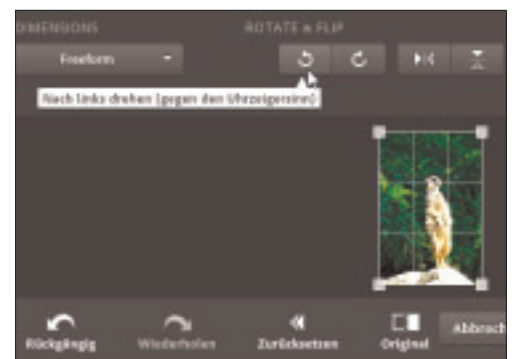 DIMENSIONS ROTATE & FLIP
Freeform
Nach links drehen (gegen den Uhrzeigersinn)
Rückgängig Wiederholen Zurücksetzen Original Abbrech